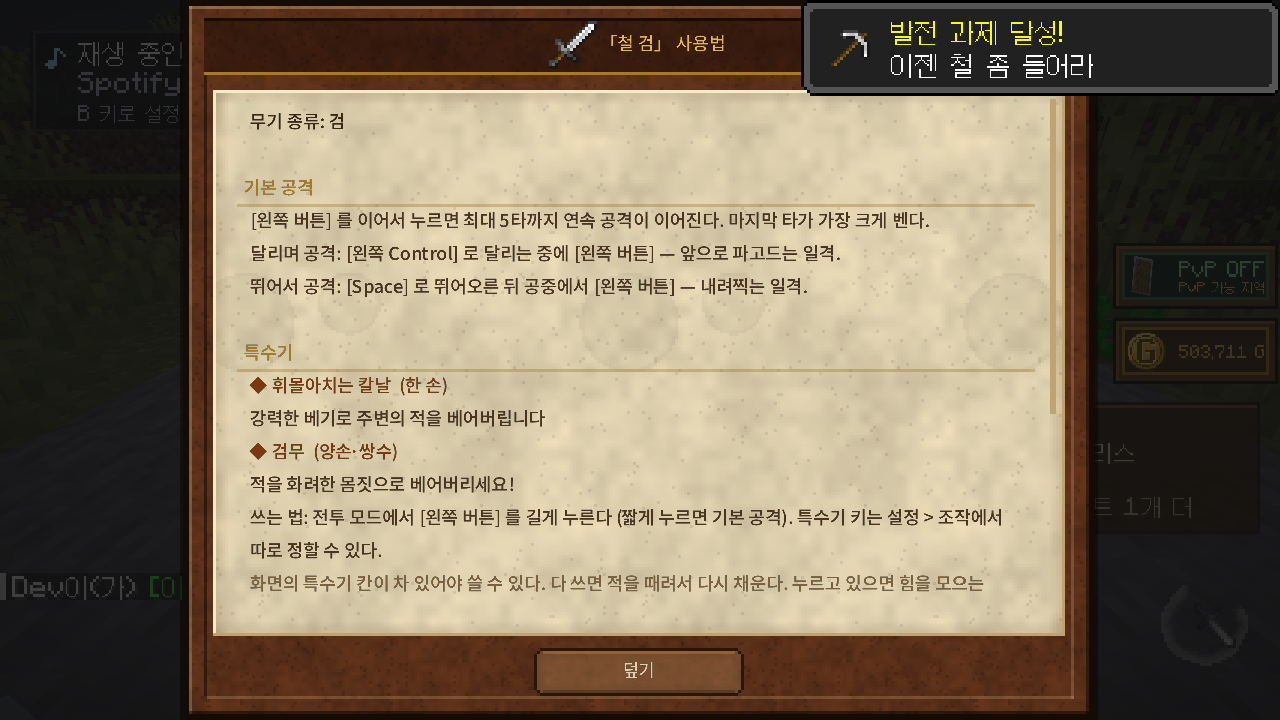 「철 검」 사용법
발전 과제 달성!
이젠 철 좀 들어라
재생 중인
Spotify
B 키로 설정
무기 종류: 검
기본 공격
[왼쪽 버튼] 를 이어서 누르면 최대 5타까지 연속 공격이 이어진다. 마지막 타가 가장 크게 벤다.
달리며 공격: [왼쪽 Control] 로 달리는 중에 [왼쪽 버튼] — 앞으로 파고드는 일격.
뛰어서 공격: [Space] 로 뛰어오른 뒤 공중에서 [왼쪽 버튼] — 내려찍는 일격.
PvP OFF
PvP 가능 지역
503,711 G
특수기
◆ 휘몰아치는 칼날 (한 손)
강력한 베기로 주변의 적을 베어버립니다
◆ 검무 (양손·쌍수)
적을 화려한 몸짓으로 베어버리세요!
쓰는 법: 전투 모드에서 [왼쪽 버튼] 를 길게 누른다 (짧게 누르면 기본 공격). 특수기 키는 설정 > 조작에서
따로 정할 수 있다.
화면의 특수기 칸이 차 있어야 쓸 수 있다. 다 쓰면 적을 때려서 다시 채운다. 누르고 있으면 힘을 모으는
리스
트 1개 더
Dev이(가)
덮기